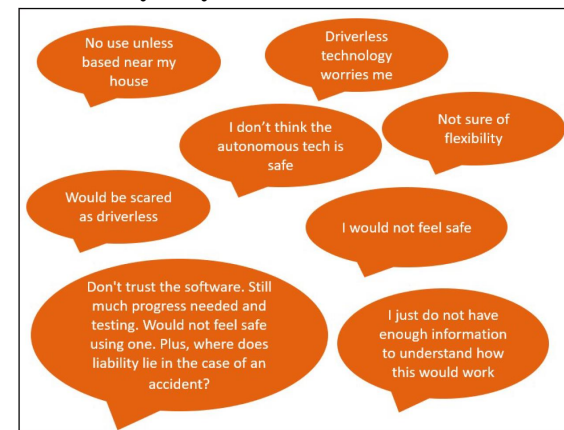 No use unless
based near my
house
Driverless
technology
worries me
I don't think the
autonomous tech is
safe
Not sure of
flexibility
Would be scared
as driverless
I would not feel safe
Don't trust the software. Still
much progress needed and
testing. Would not feel safe
using one. Plus, where does
liability lie in the case of an
accident?
I just do not have
enough information
to understand how
this would work